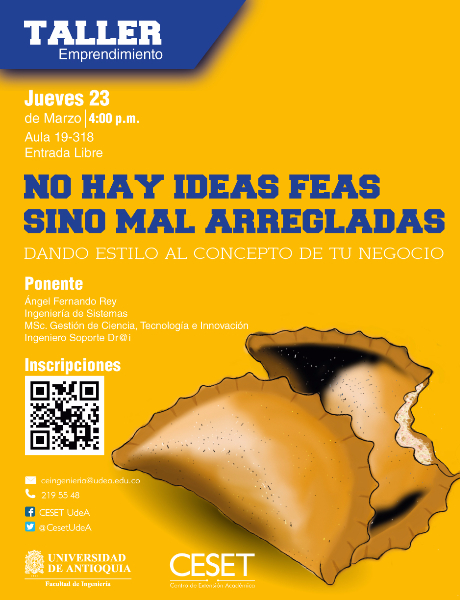 TALLER
Emprendimiento
Jueves 23
de Marzo | 4:00 p.m.
Aula 19-318
Entrada Libre
NO HAY IDEAS FEAS
SINO MAL ARREGLADAS
DANDO ESTILO AL CONCEPTO DE TU NEGOCIO
Ponente
Ángel Fernando Rey
Ingeniería de Sistemas
MSc. Gestión de Ciencia, Tecnología e Innovación
Ingeniero Soporte Dr@i
Inscripciones
ceingenieria@udea.edu.co
219 55 48
CESET UdeA
@CesetUdeA
UNIVERSIDAD
DE ANTIOQUIA
Facultad de Ingeniería
CESET
Centro de Extensión Académica